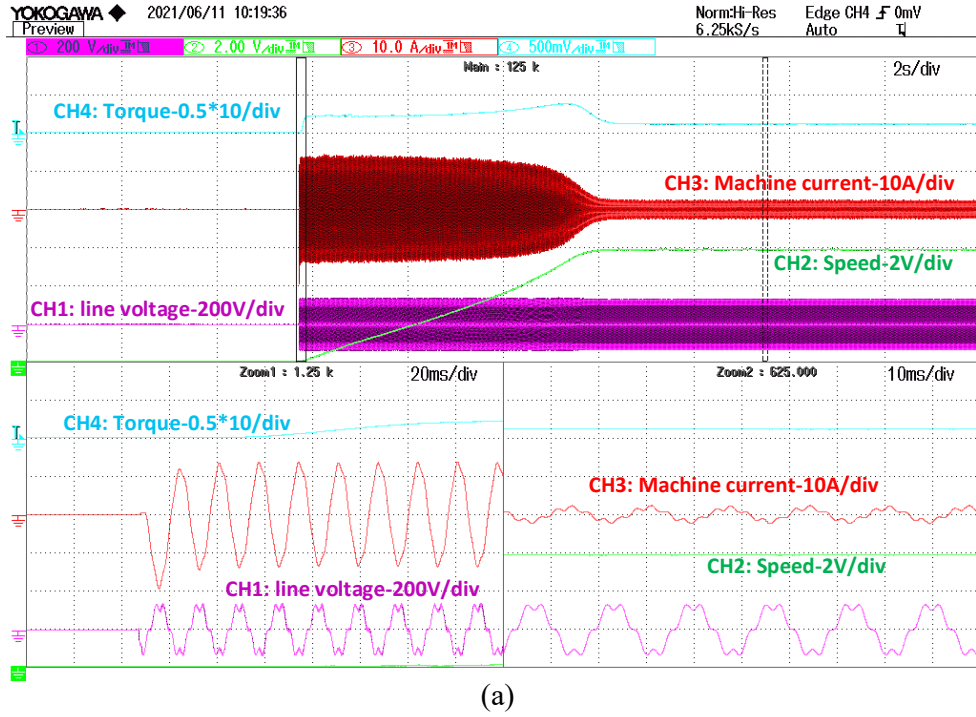 YOKOGAWA ◆ 2021/06/11 10:19:36 Norm:Hi-Res Edge CH4 0mV
Preview 6.25kS/s Auto
1 200 V/div 2 2.00 V/div 3 10.0 A/div 4 500mV/div
Main : 125 k 2s/div
CH4: Torque-0.5*10/div
CH3: Machine current-10A/div
CH2: Speed-2V/div
CH1: line voltage-200V/div
Zoom1 : 1.25 k 20ms/div Zoom2 : 625.000 10ms/div
CH4: Torque-0.5*10/div
CH3: Machine current-10A/div
CH2: Speed-2V/div
CH1: line voltage-200V/div
(a)